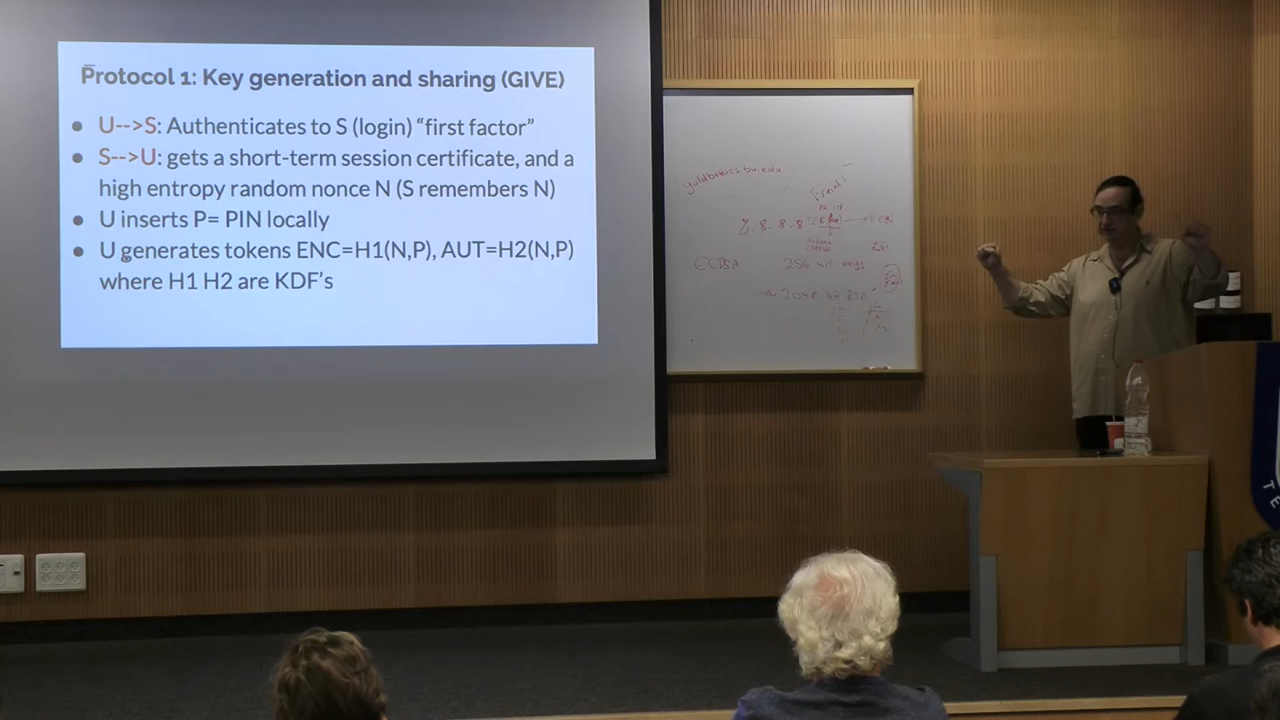 Protocol 1: Key generation and sharing (GIVE)
● U-->S: Authenticates to S (login) “first factor”
● S-->U: gets a short-term session certificate, and a
high entropy random nonce N (S remembers N)
● U inserts P= PIN locally
● U generates tokens ENC=H1(N,P), AUT=H2(N,P)
where H1 H2 are KDF's
8.8.8.8
256 bit keys
2048 bit RSA
TE